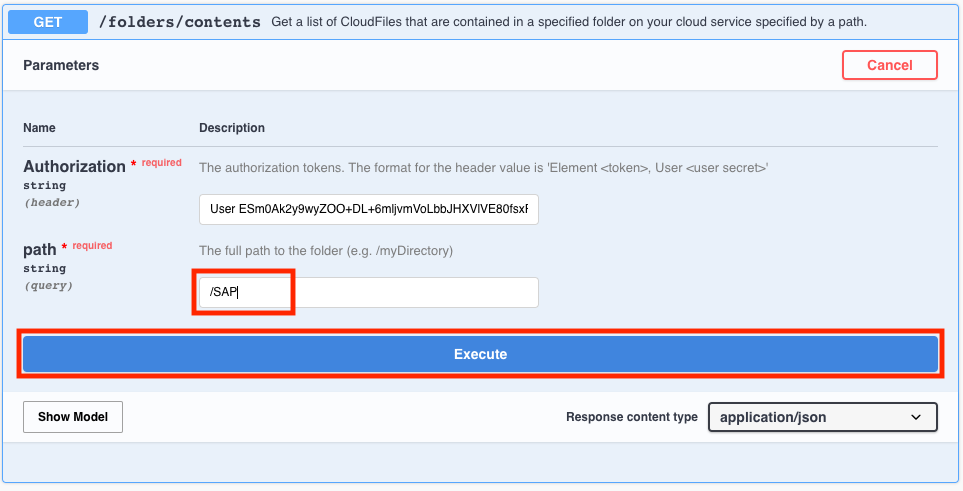 GET /folders/contents Get a list of CloudFiles that are contained in a specified folder on your cloud service specified by a path.
Parameters Cancel
Name Description
Authorization * required The authorization tokens. The format for the header value is 'Element <token>, User <user secret>'
string
(header)
User ESm0Ak2y9wyZOO+DL+6mljvmVoLbbJHXVlVE80fsxF
path * required The full path to the folder (e.g. /myDirectory)
string
(query)
/SAP
Execute
Show Model Response content type application/json